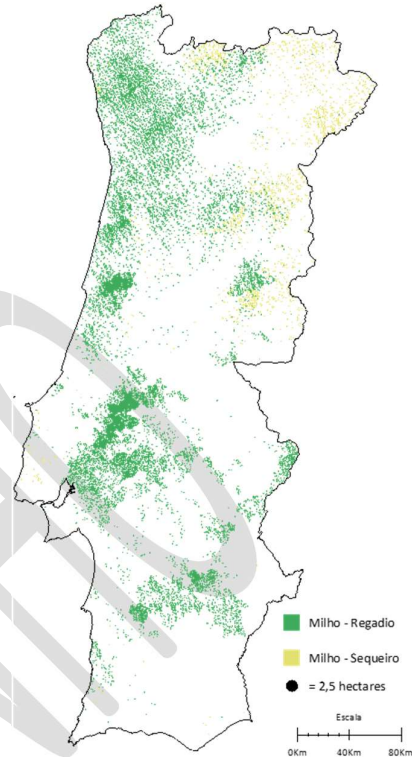 Milho - Regadio
Milho - Sequeiro
= 2,5 hectares
Escala
0Km 40Km 80Km